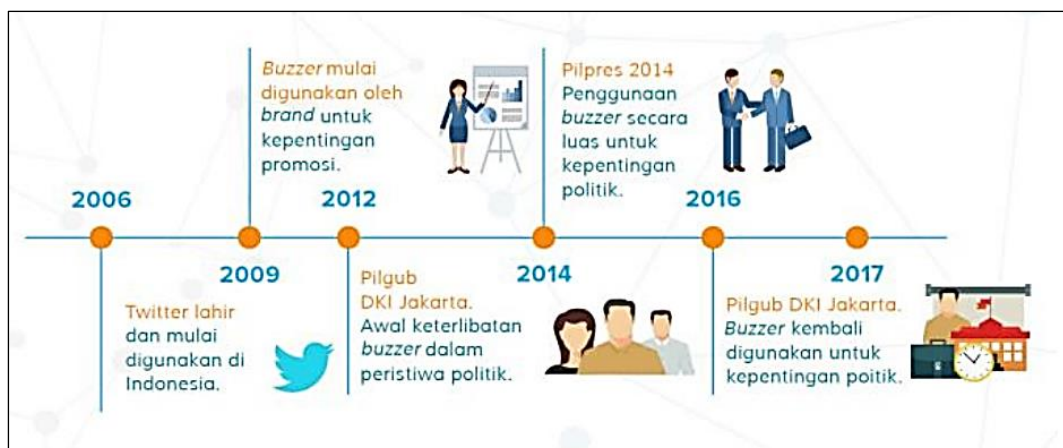 2006
Twitter lahir
dan mulai
digunakan di
Indonesia.
2009
Buzzer mulai
digunakan oleh
brand untuk
kepentingan
promosi.
2012
Pilgub
DKI Jakarta.
Awal keterlibatan
buzzer dalam
peristiwa politik.
2014
Pilpres 2014
Penggunaan
buzzer secara
luas untuk
kepentingan
politik.
2016
2017
Pilgub DKI Jakarta.
Buzzer kembali
digunakan untuk
kepentingan poitik.